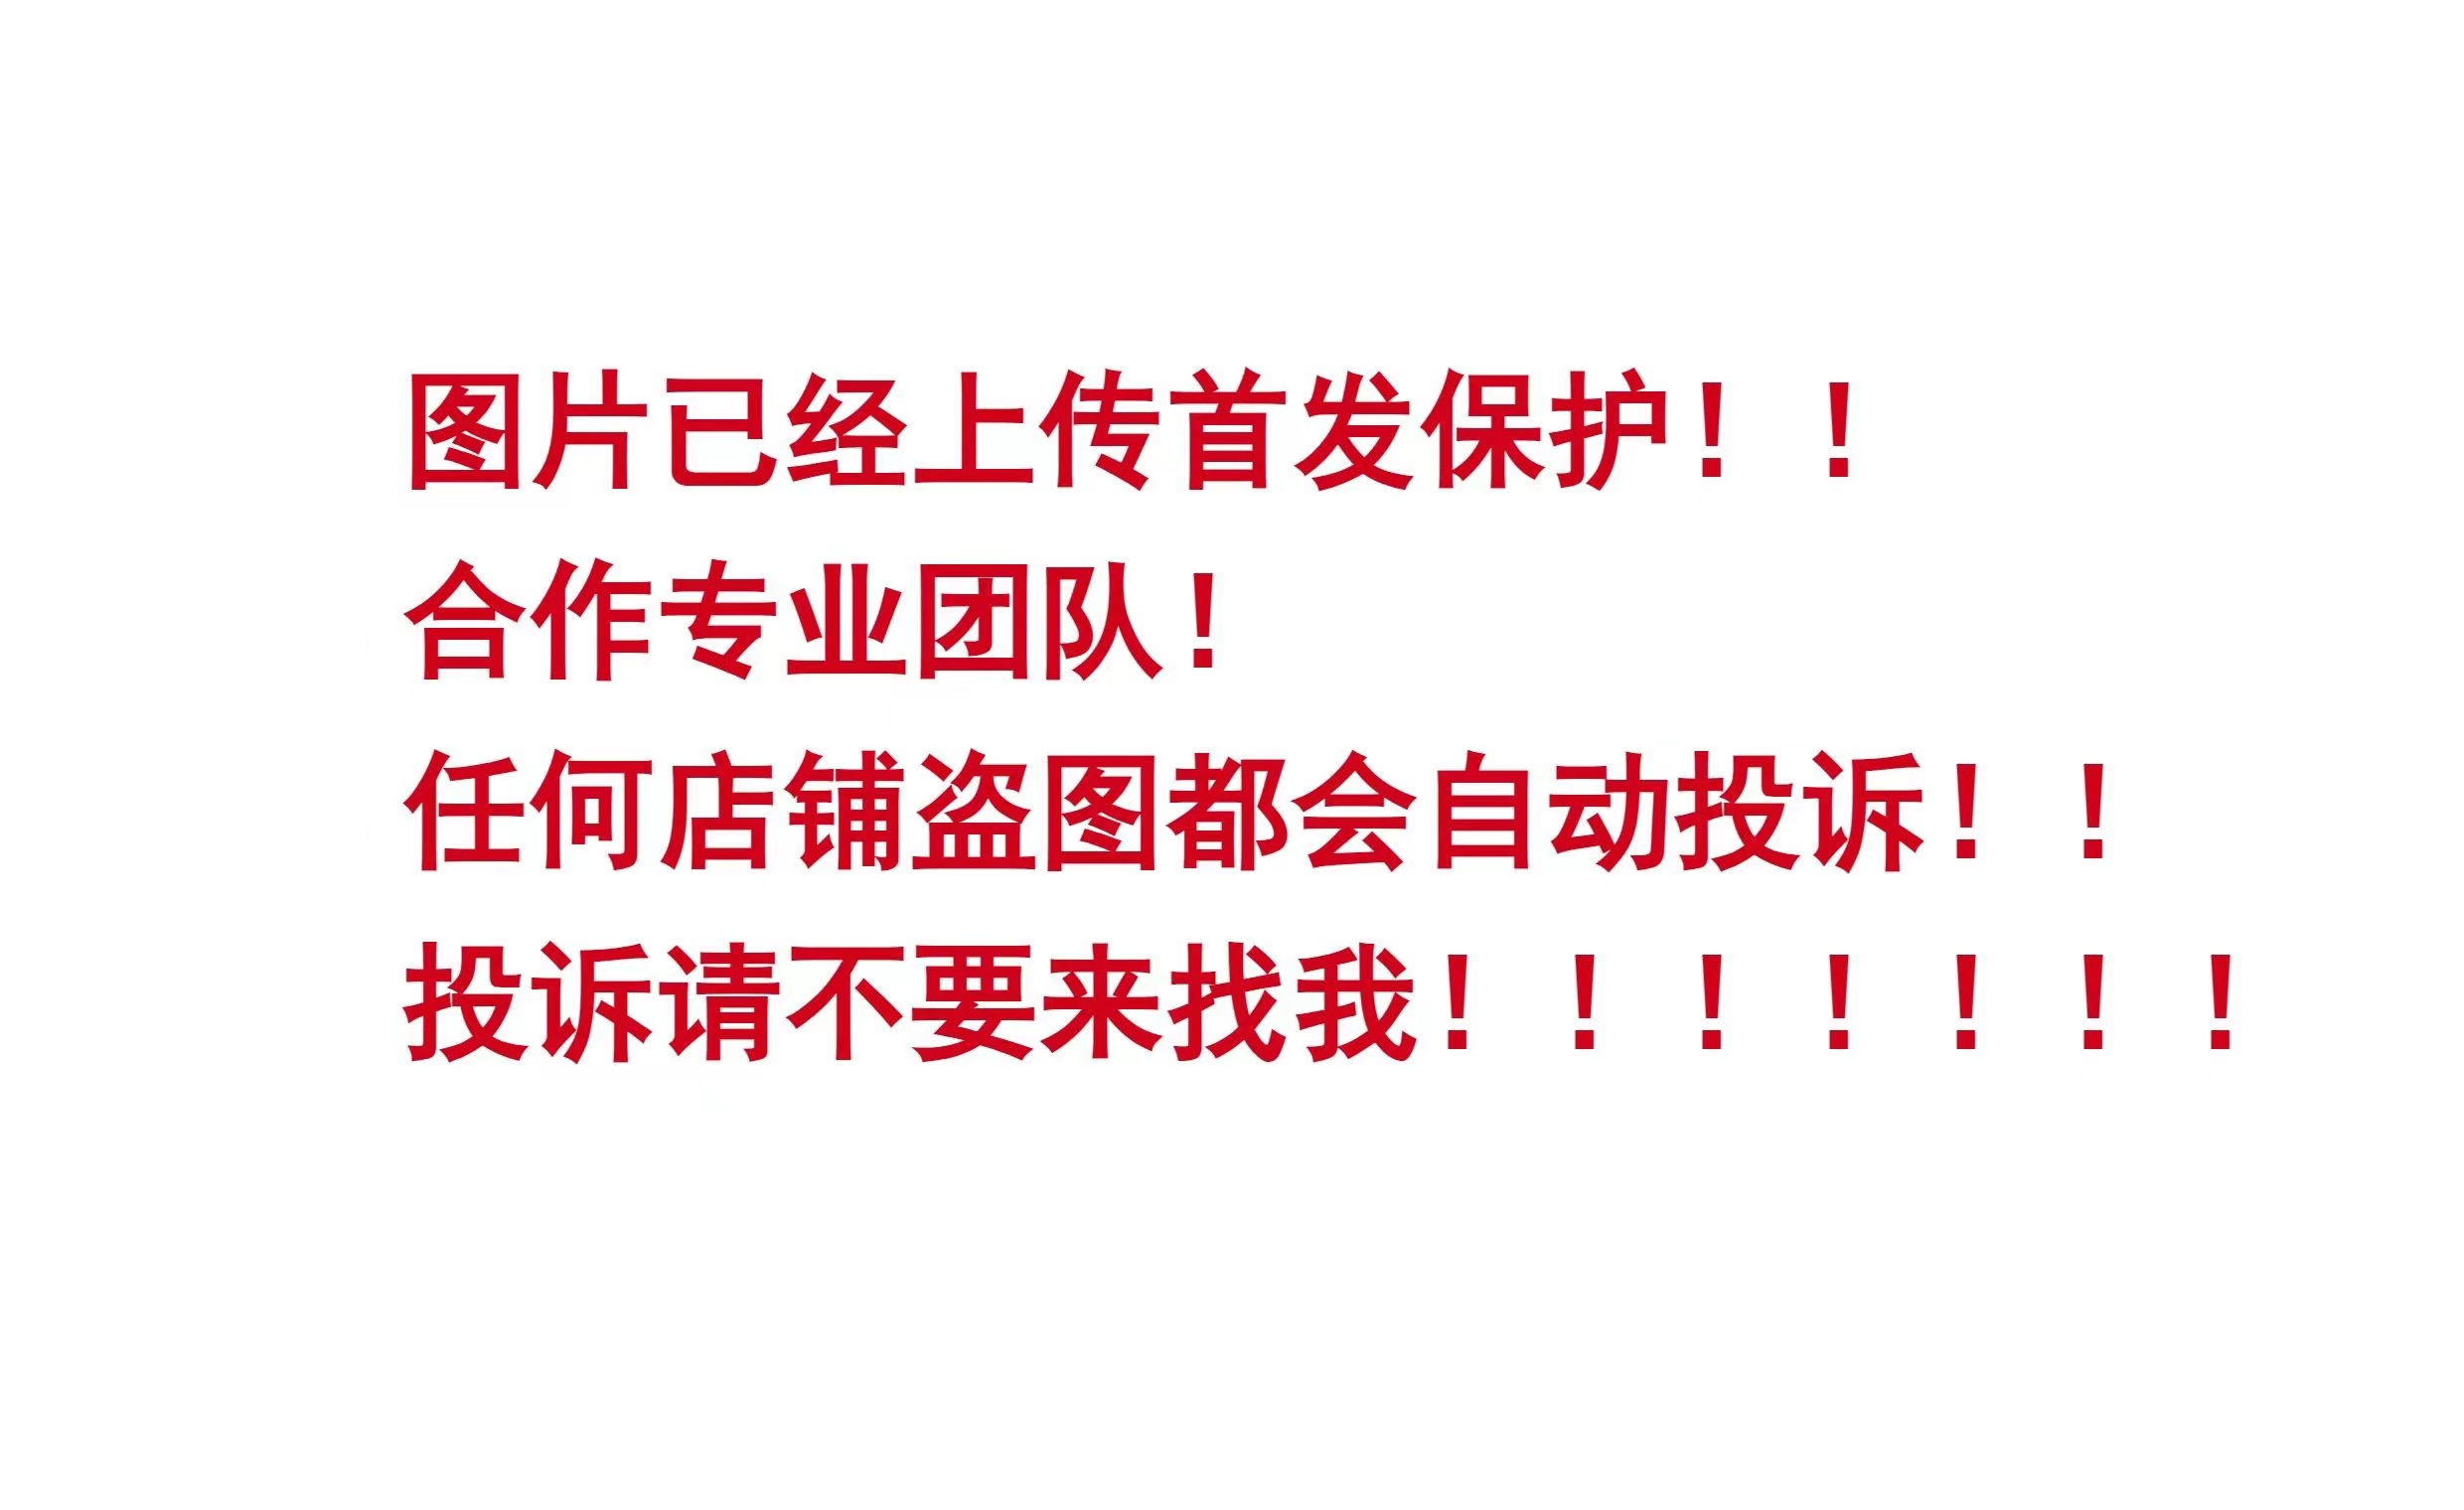 图片已经上传首发保护！！
合作专业团队！
任何店铺盗图都会自动投诉！！
投诉请不要来找我！！！！！！！